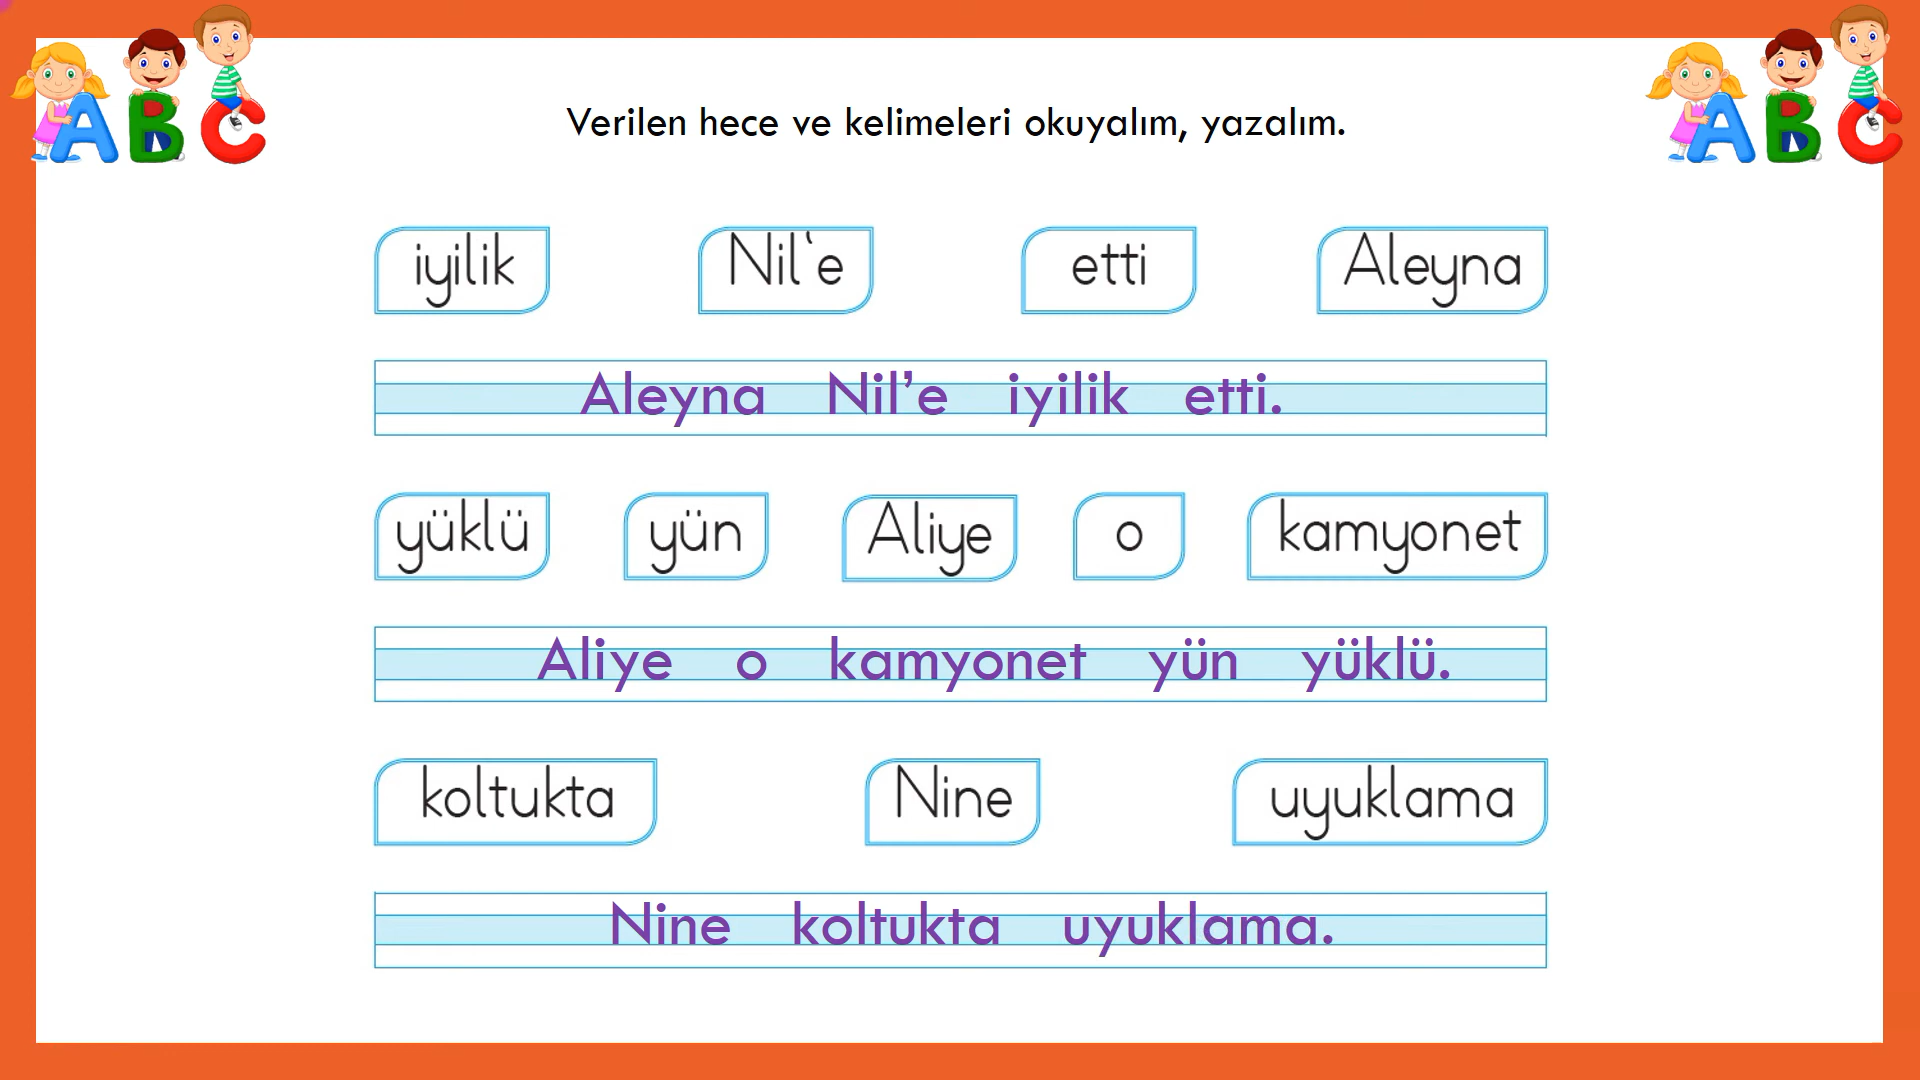 A B C
A B C
Verilen hece ve kelimeleri okuyalım, yazalım.
iyilik Nil‘e etti Aleyna
Aleyna Nil’e iyilik etti.
yüklü yün Aliye o kamyonet
Aliye o kamyonet yün yüklü.
koltukta Nine uyuklama
Nine koltukta uyuklama.